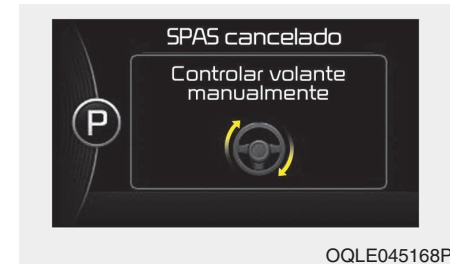 SPAS cancelado
Controlar volante
manualmente
P
OQLE045168P